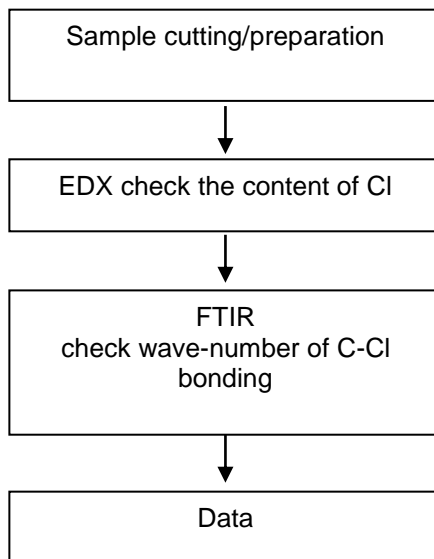 Sample cutting/preparation
EDX check the content of Cl
FTIR
check wave-number of C-Cl
bonding
Data